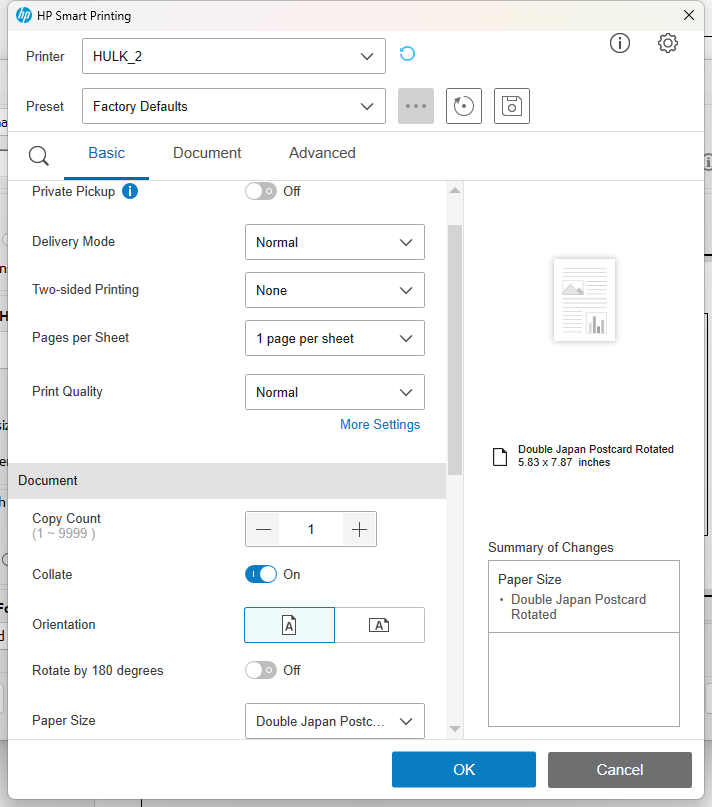 HP Smart Printing
Printer
HULK_2
Preset
Factory Defaults
Basic
Document
Advanced
Private Pickup
Off
Delivery Mode
Normal
Two-sided Printing
None
Pages per Sheet
1 page per sheet
Print Quality
Normal
More Settings
Document
Copy Count
(1 ~ 9999 )
1
Collate
On
Orientation
A
A
Rotate by 180 degrees
Off
Paper Size
Double Japan Postc...
Double Japan Postcard Rotated
5.83 x 7.87 inches
Summary of Changes
Paper Size
• Double Japan Postcard
Rotated
OK
Cancel